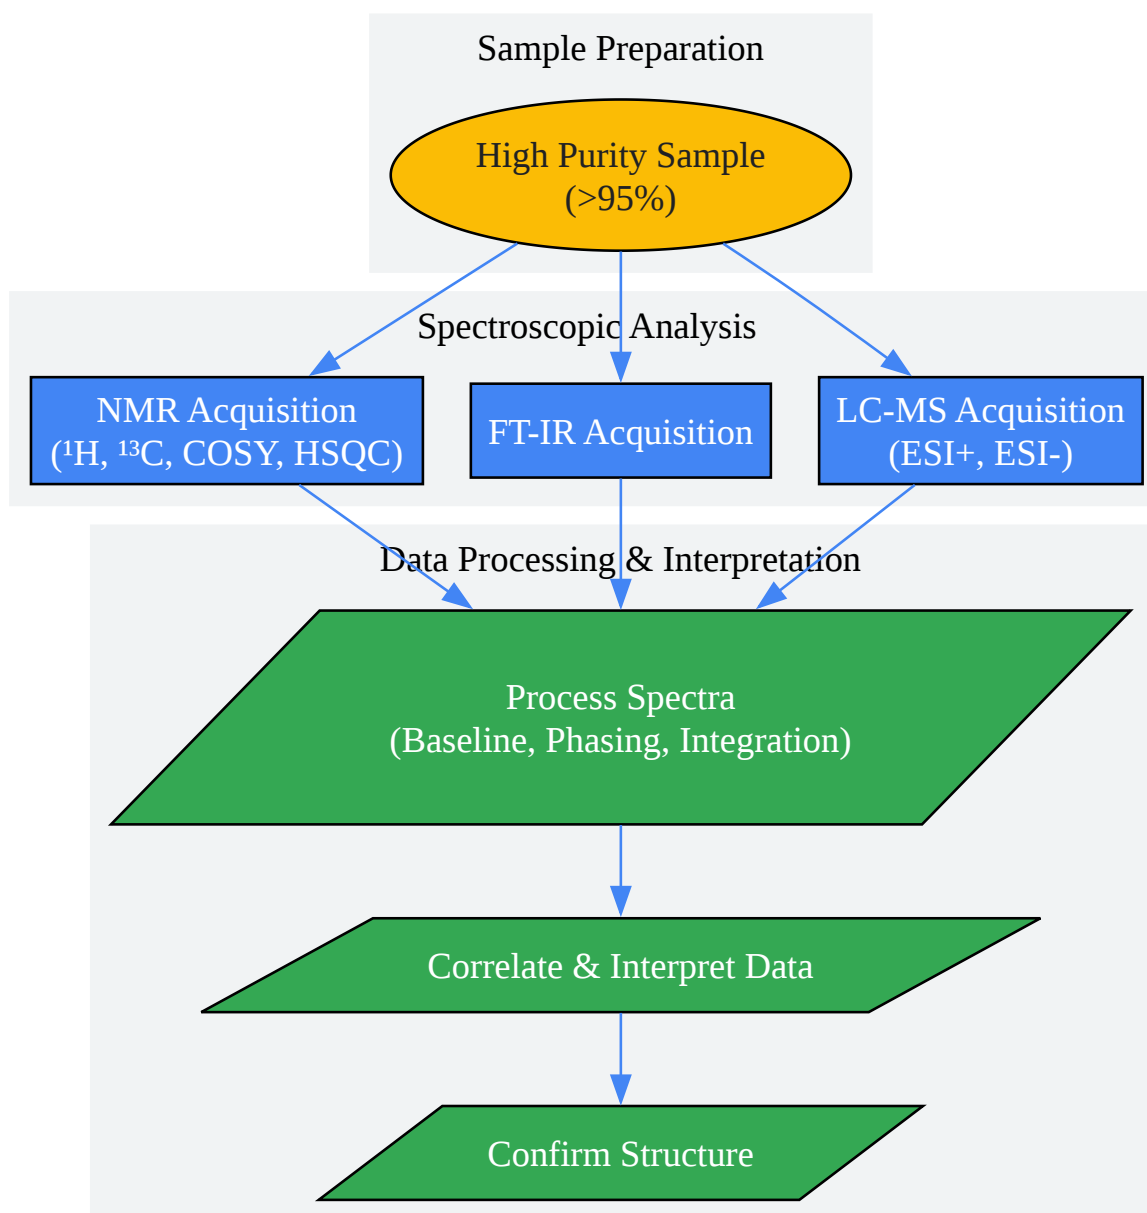 Sample Preparation
High Purity Sample
(>95%)
Spectroscopic Analysis
NMR Acquisition
(¹H, ¹³C, COSY, HSQC)
FT-IR Acquisition
LC-MS Acquisition
(ESI+, ESI-)
Data Processing & Interpretation
Process Spectra
(Baseline, Phasing, Integration)
Correlate & Interpret Data
Confirm Structure